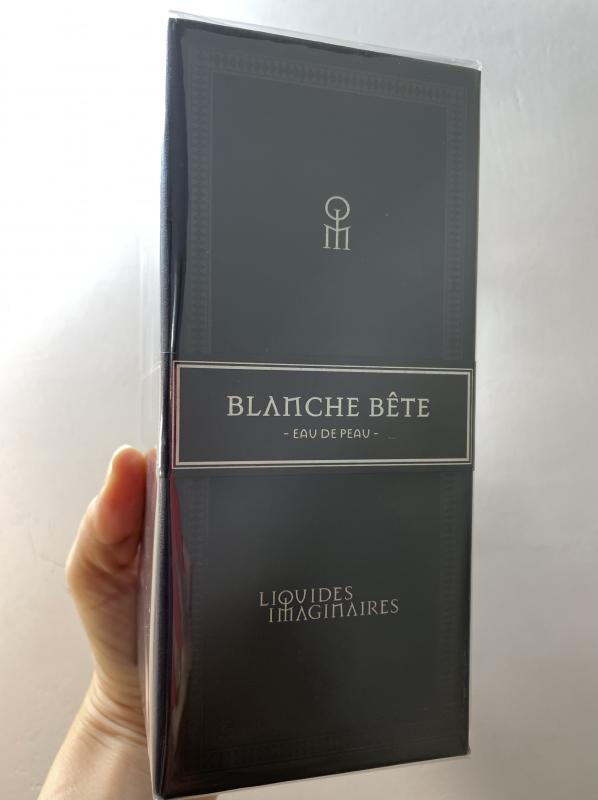 BLANCHE BÊTE
- EAU DE PEAU -
LIQUIDES
IMAGINAIRES